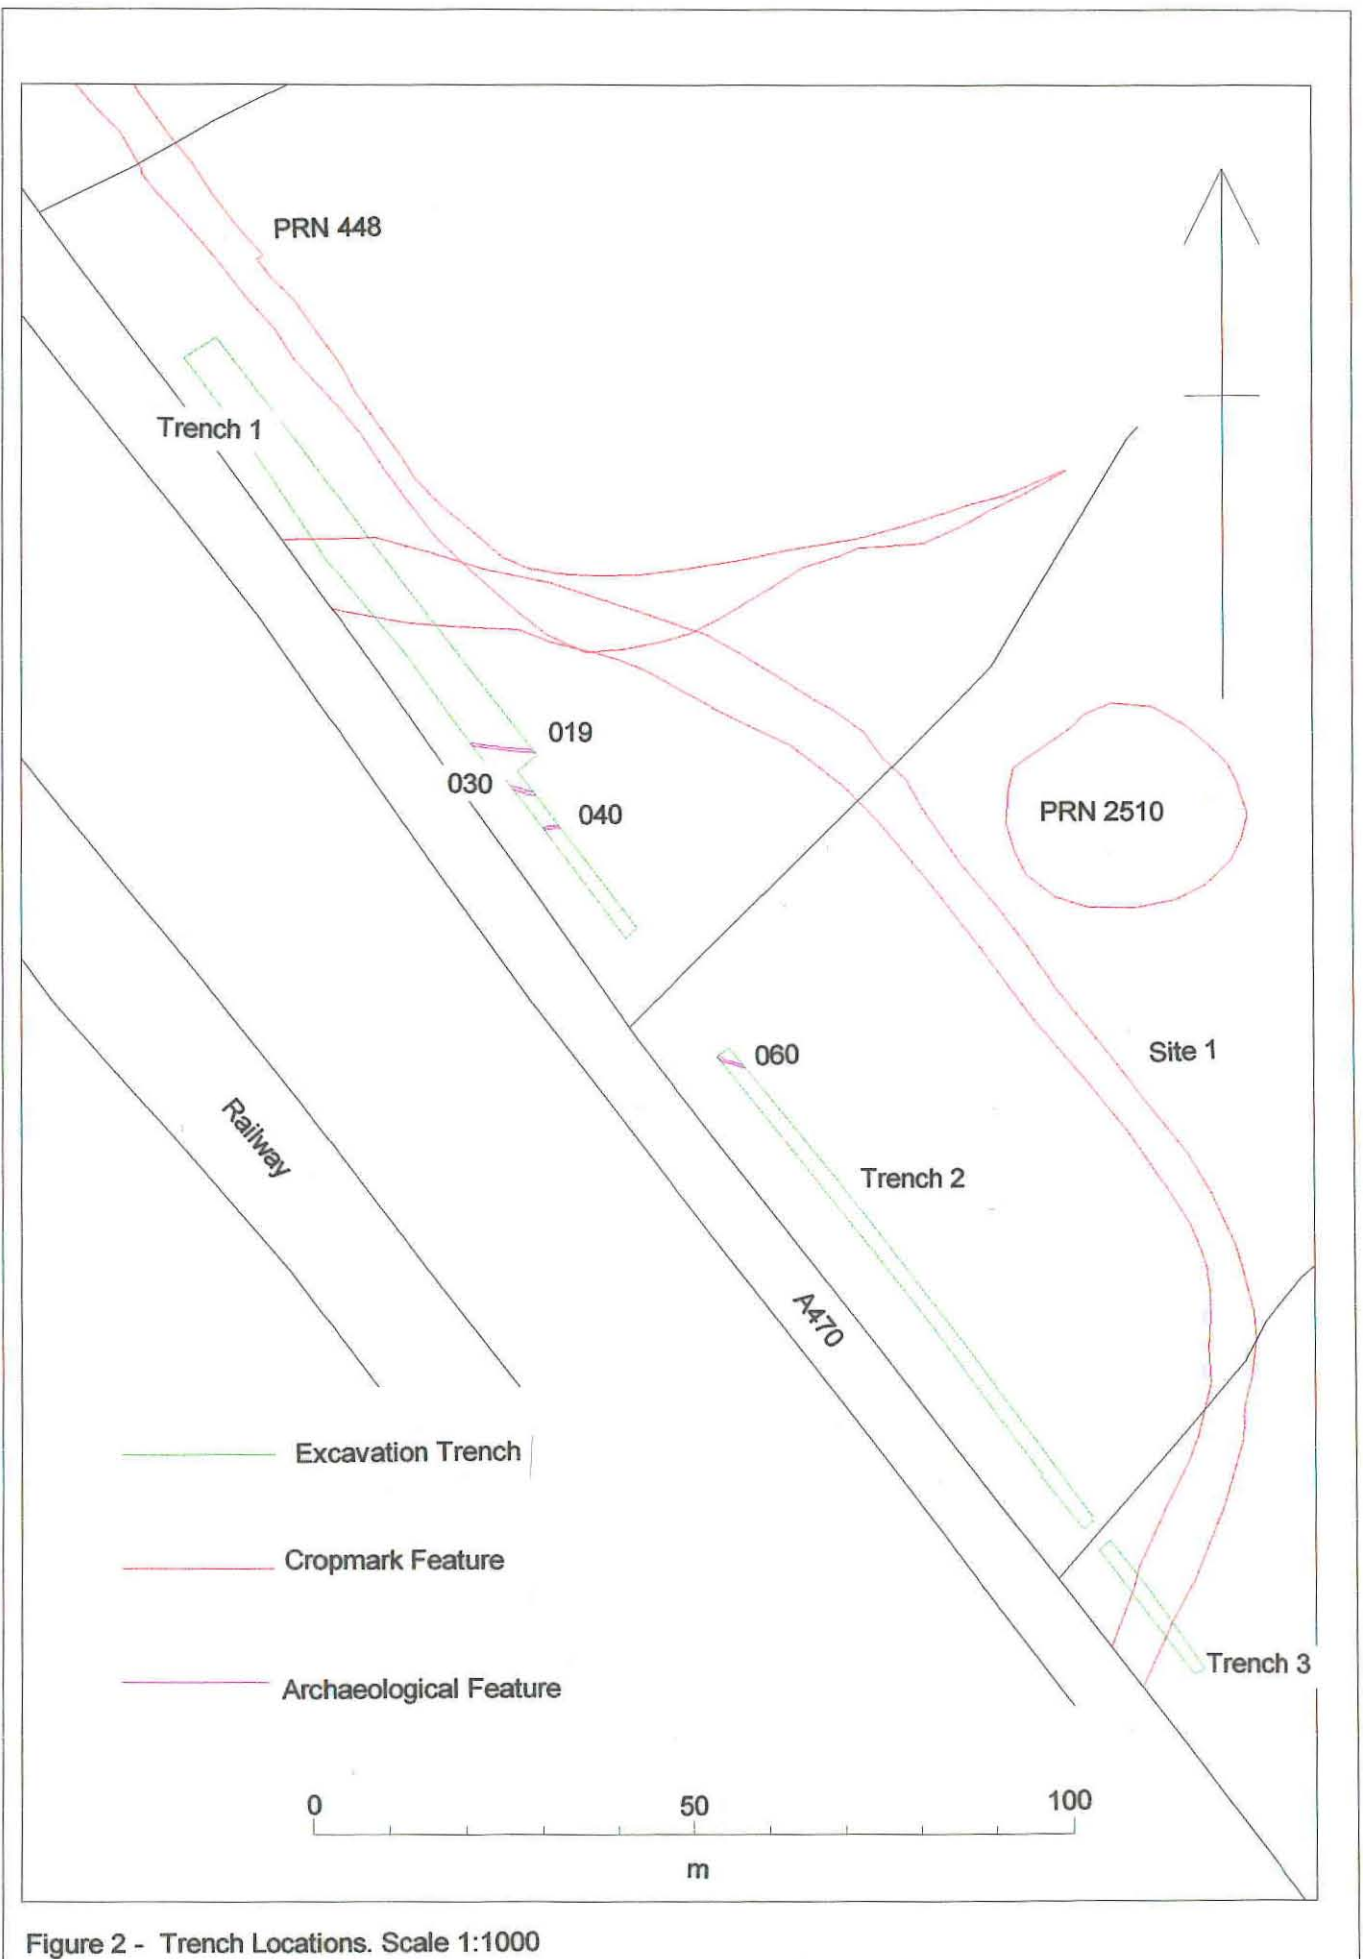 PRN 448
Trench 1
019
030
040
PRN 2510
Site 1
060
Railway
Trench 2
A470
Excavation Trench
Cropmark Feature
Trench 3
Archaeological Feature
0 50 100
m
Figure 2 - Trench Locations. Scale 1:1000